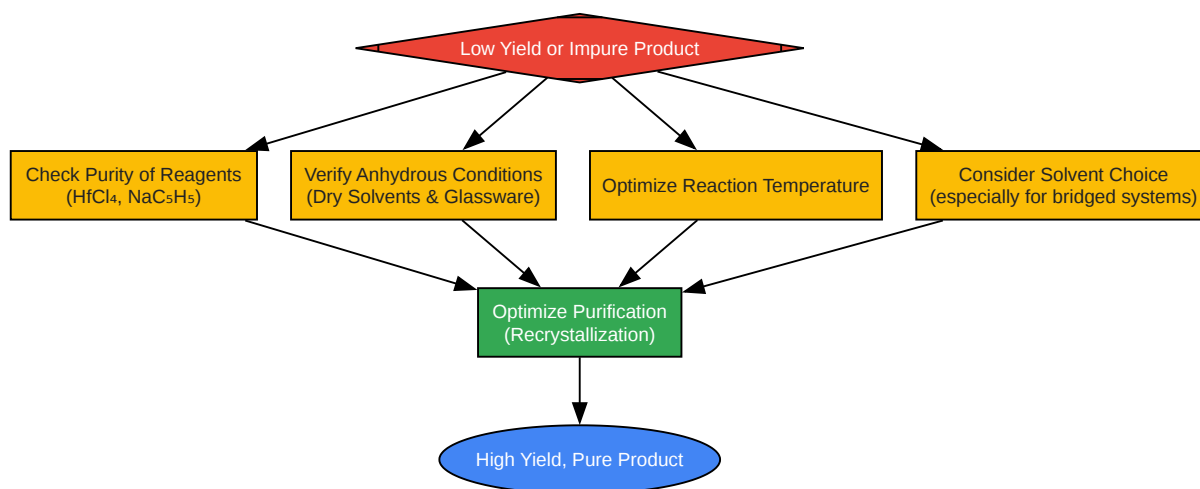 Low Yield or Impure Product
Check Purity of Reagents
(HfCl₄, NaC₅H₅)
Verify Anhydrous Conditions
(Dry Solvents & Glassware)
Optimize Reaction Temperature
Consider Solvent Choice
(especially for bridged systems)
Optimize Purification
(Recrystallization)
High Yield, Pure Product